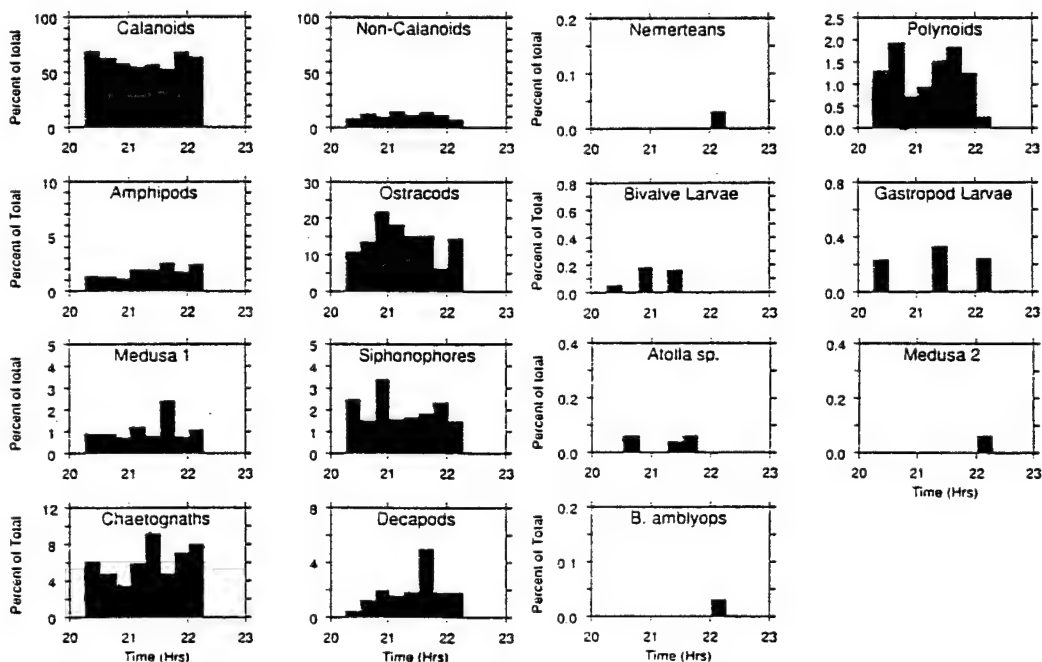 Percent of total
Calanoids
100
50
0
20 21 22 23
Non-Calanoids
100
50
0
20 21 22 23
Percent of total
Nemerteans
0.2
0.1
0.0
20 21 22 23
Polynoids
2.5
2.0
1.5
1.0
0.5
0.0
20 21 22 23
Percent of Total
Amphipods
10
5
0
20 21 22 23
Ostracods
30
20
10
0
20 21 22 23
Percent of Total
Bivalve Larvae
0.8
0.6
0.4
0.2
0.0
20 21 22 23
Gastropod Larvae
0.8
0.4
0.0
20 21 22 23
Percent of total
Medusa 1
5
4
3
2
1
0
20 21 22 23
Siphonophores
5
4
3
2
1
0
20 21 22 23
Percent of total
Atolla sp.
0.4
0.2
0.0
20 21 22 23
Medusa 2
0.4
0.2
0.0
20 21 22 23
Time (Hrs)
Percent of Total
Chaetognaths
12
8
4
0
20 21 22 23
Time (Hrs)
Decapods
8
4
2
0
20 21 22 23
Time (Hrs)
Percent of Total
B. amblyops
0.2
0.1
0.0
20 21 22 23
Time (Hrs)